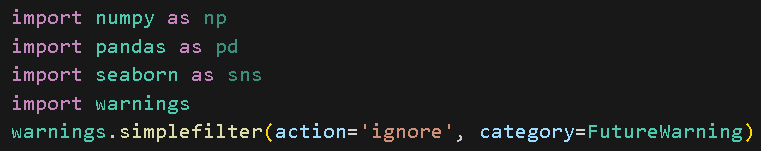 import numpy as np
import pandas as pd
import seaborn as sns
import warnings
warnings.simplefilter(action='ignore', category=FutureWarning)